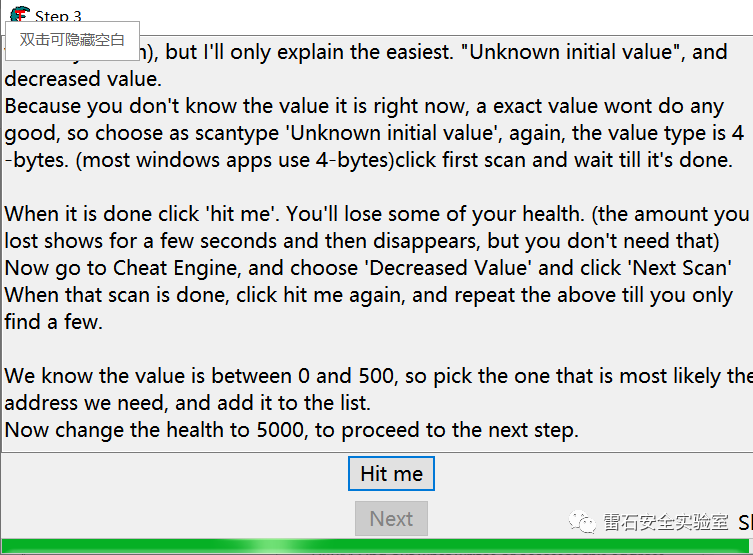 Step 3
双击可隐藏空白
), but I'll only explain the easiest. "Unknown initial value", and
decreased value.
Because you don't know the value it is right now, a exact value wont do any
good, so choose as scantype 'Unknown initial value', again, the value type is 4
-bytes. (most windows apps use 4-bytes)click first scan and wait till it's done.
When it is done click 'hit me'. You'll lose some of your health. (the amount you
lost shows for a few seconds and then disappears, but you don't need that)
Now go to Cheat Engine, and choose 'Decreased Value' and click 'Next Scan'
When that scan is done, click hit me again, and repeat the above till you only
find a few.
We know the value is between 0 and 500, so pick the one that is most likely the
address we need, and add it to the list.
Now change the health to 5000, to proceed to the next step.
Hit me
Next
雷石安全实验室